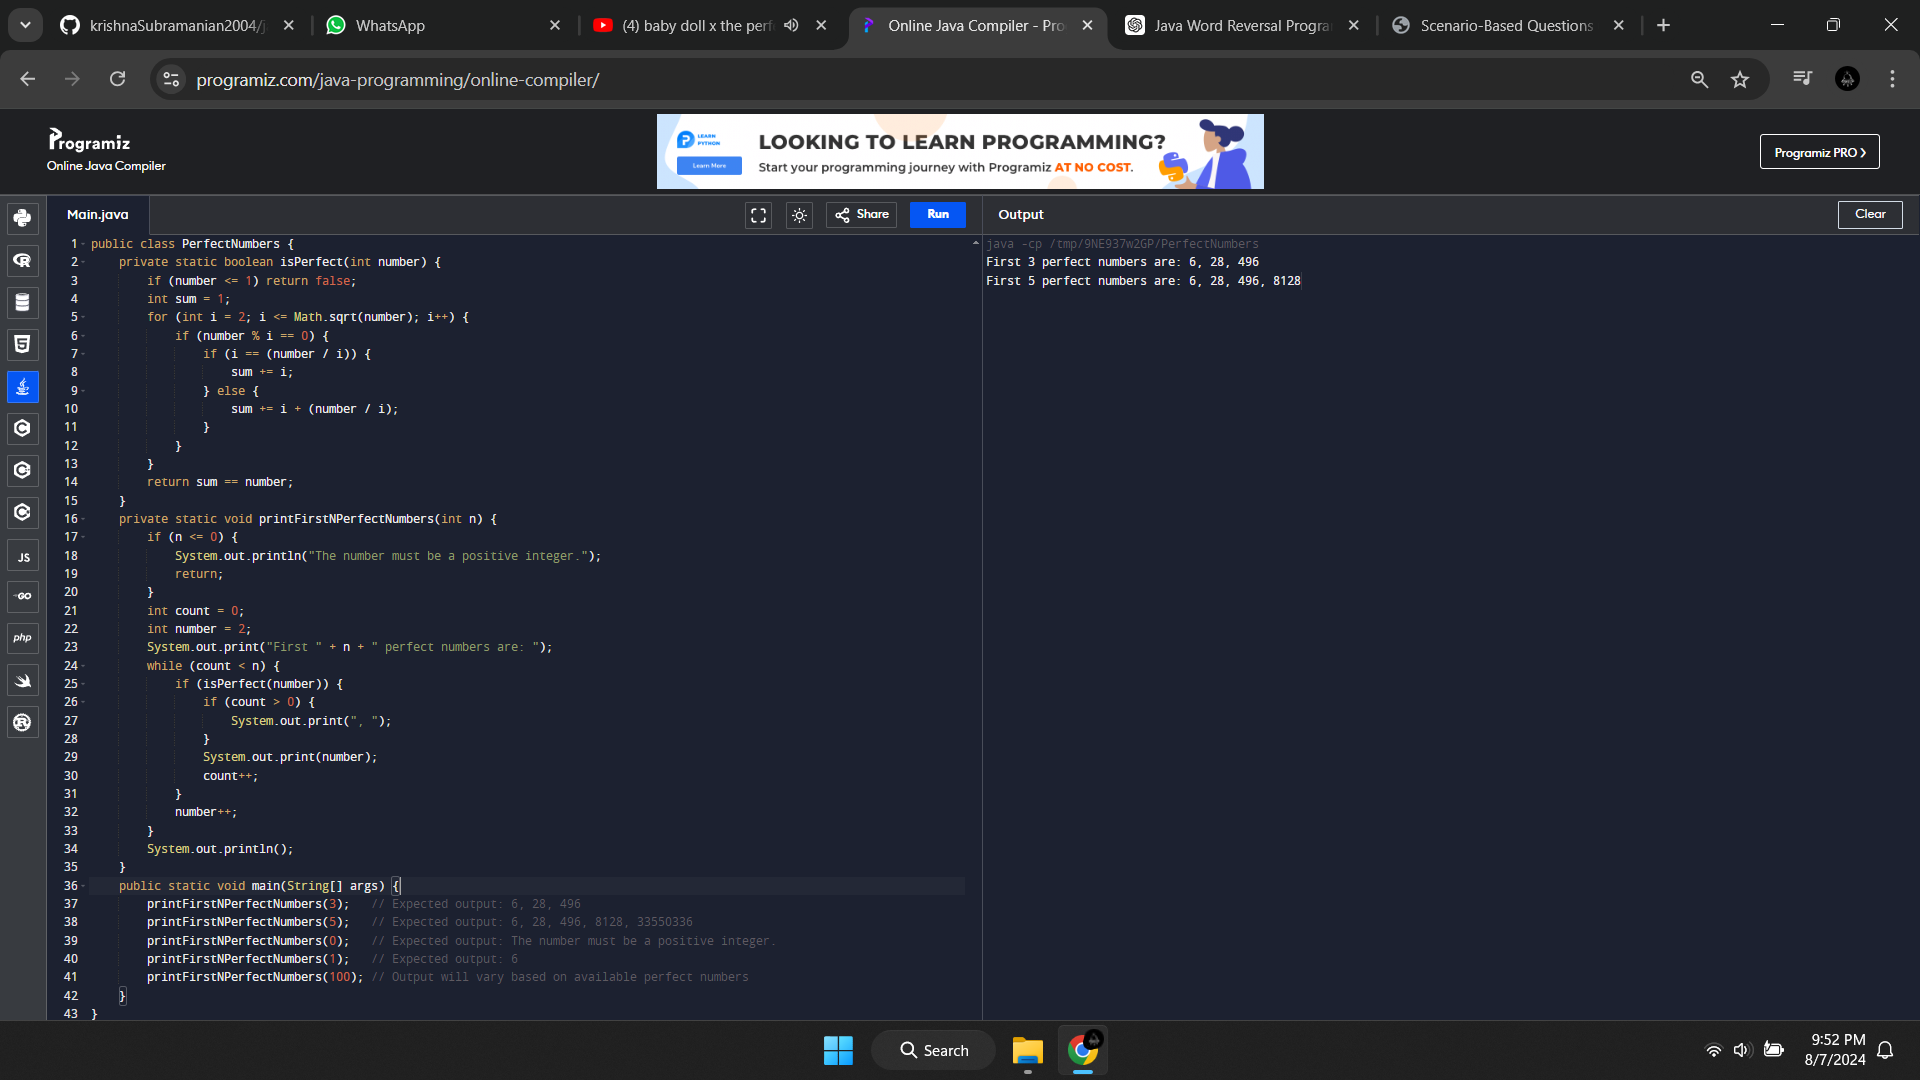 krishnaSubramanian2004/j
WhatsApp
(4) baby doll x the perf
Online Java Compiler - Pro
Java Word Reversal Progra
Scenario-Based Questions
programiz.com/java-programming/online-compiler/
Programiz
Online Java Compiler
LEARN
PYTHON
Learn More
LOOKING TO LEARN PROGRAMMING?
Start your programming journey with Programiz AT NO COST.
Programiz PRO >
Main.java
Share
Run
Output
Clear
1 public class PerfectNumbers {
2 private static boolean isPerfect(int number) {
3 if (number <= 1) return false;
4 int sum = 1;
5 for (int i = 2; i <= Math.sqrt(number); i++) {
6 if (number % i == 0) {
7 if (i == (number / i)) {
8 sum += i;
9 } else {
10 sum += i + (number / i);
11 }
12 }
13 }
14 return sum == number;
15 }
16 private static void printFirstNPerfectNumbers(int n) {
17 if (n <= 0) {
18 System.out.println("The number must be a positive integer.");
19 return;
20 }
21 int count = 0;
22 int number = 2;
23 System.out.print("First " + n + " perfect numbers are: ");
24 while (count < n) {
25 if (isPerfect(number)) {
26 if (count > 0) {
27 System.out.print(", ");
28 }
29 System.out.print(number);
30 count++;
31 }
32 number++;
33 }
34 System.out.println();
35 }
36 public static void main(String[] args) {
37 printFirstNPerfectNumbers(3); // Expected output: 6, 28, 496
38 printFirstNPerfectNumbers(5); // Expected output: 6, 28, 496, 8128, 33550336
39 printFirstNPerfectNumbers(0); // Expected output: The number must be a positive integer.
40 printFirstNPerfectNumbers(1); // Expected output: 6
41 printFirstNPerfectNumbers(100); // Output will vary based on available perfect numbers
42 }
43 }
java -cp /tmp/9NE937w2GP/PerfectNumbers
First 3 perfect numbers are: 6, 28, 496
First 5 perfect numbers are: 6, 28, 496, 8128
JS
GO
php
Search
9:52 PM
8/7/2024